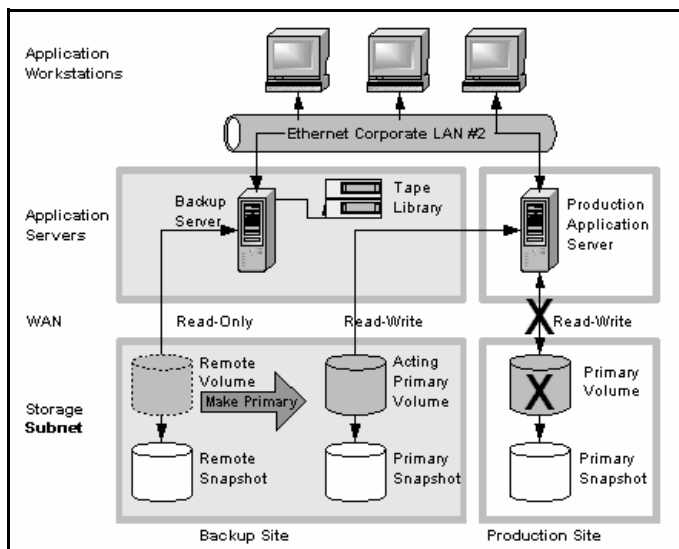 Application
Workstations
Ethernet Corporate LAN #2
Application
Servers
Backup
Server
Tape
Library
Production
Application
Server
WAN
Read-Only
Read-Write
X
Read-Write
Storage
Subnet
Remote
Volume
Make Primary
Acting
Primary
Volume
X
Primary
Volume
Remote
Snapshot
Primary
Snapshot
Primary
Snapshot
Backup Site
Production Site